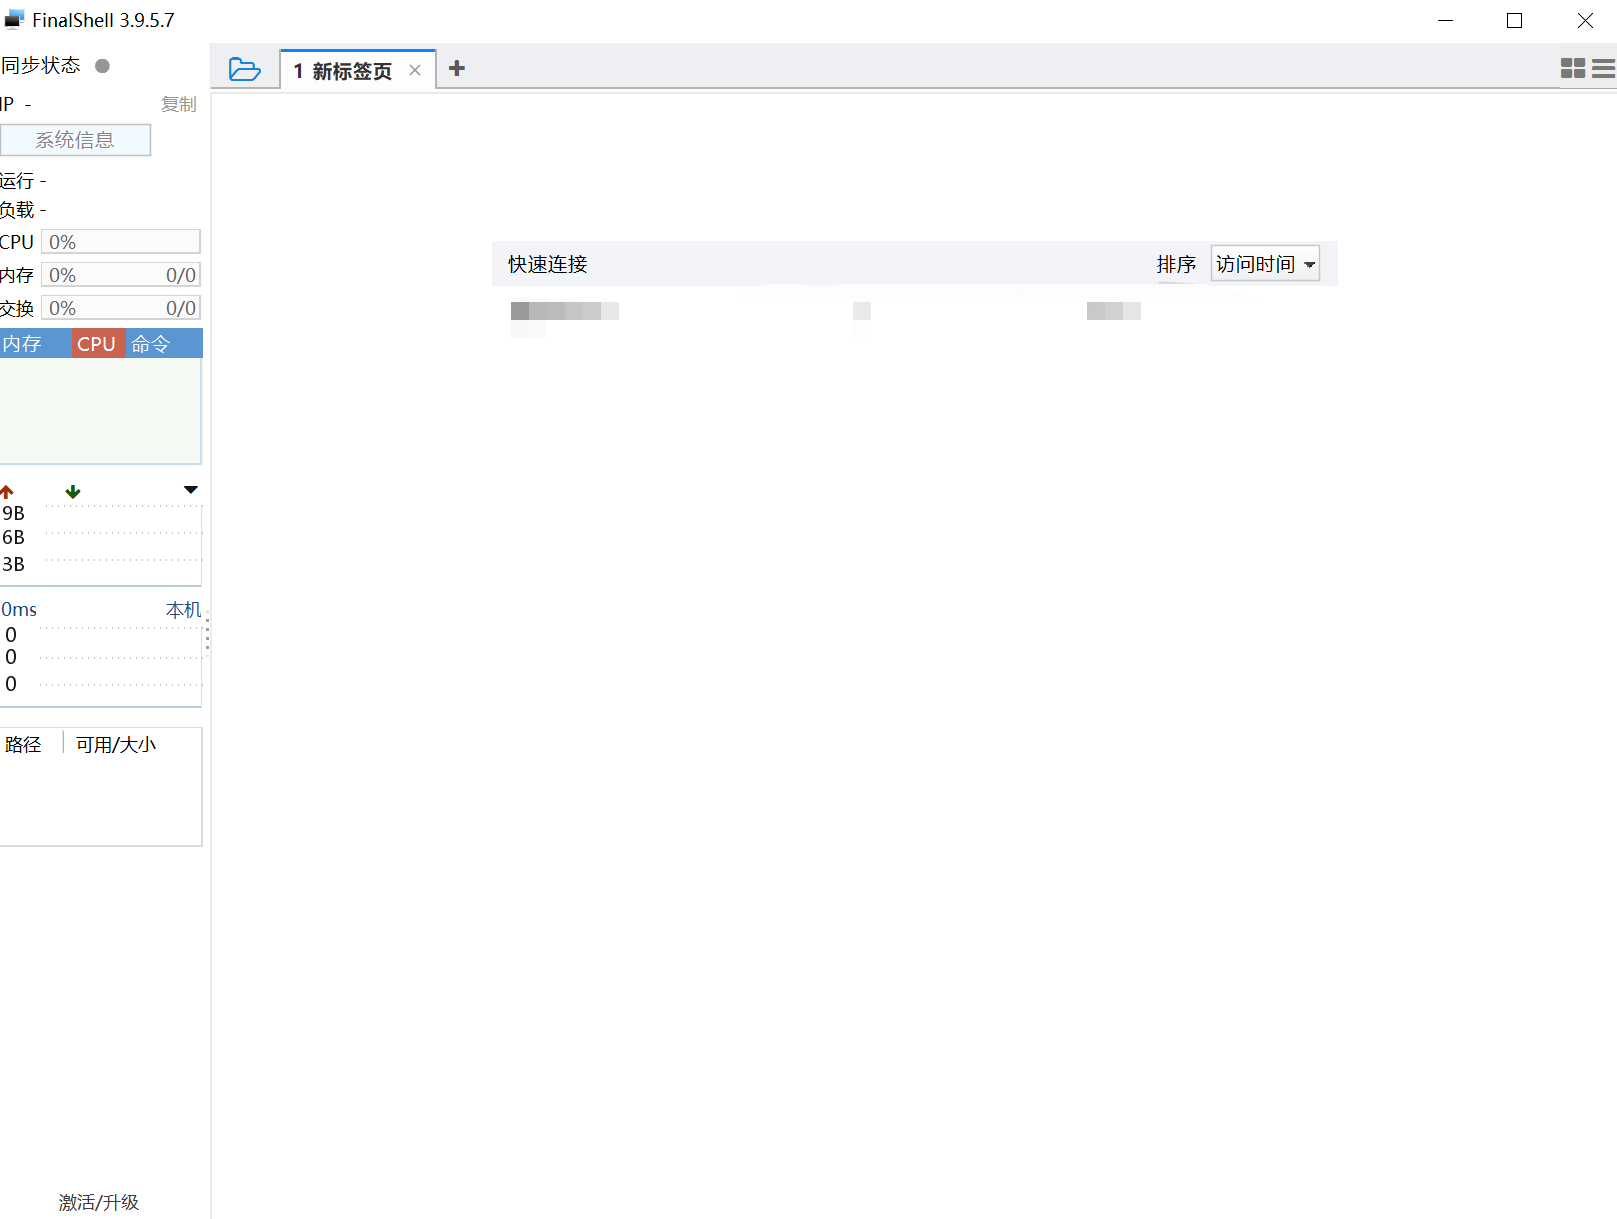 FinalShell 3.9.5.7
同步状态
IP -
复制
系统信息
运行 -
负载 -
CPU 0%
内存 0% 0/0
交换 0% 0/0
内存 CPU 命令
9B
6B
3B
0ms 本机
0
0
0
路径 可用/大小
激活/升级
1 新标签页
快速连接 排序 访问时间